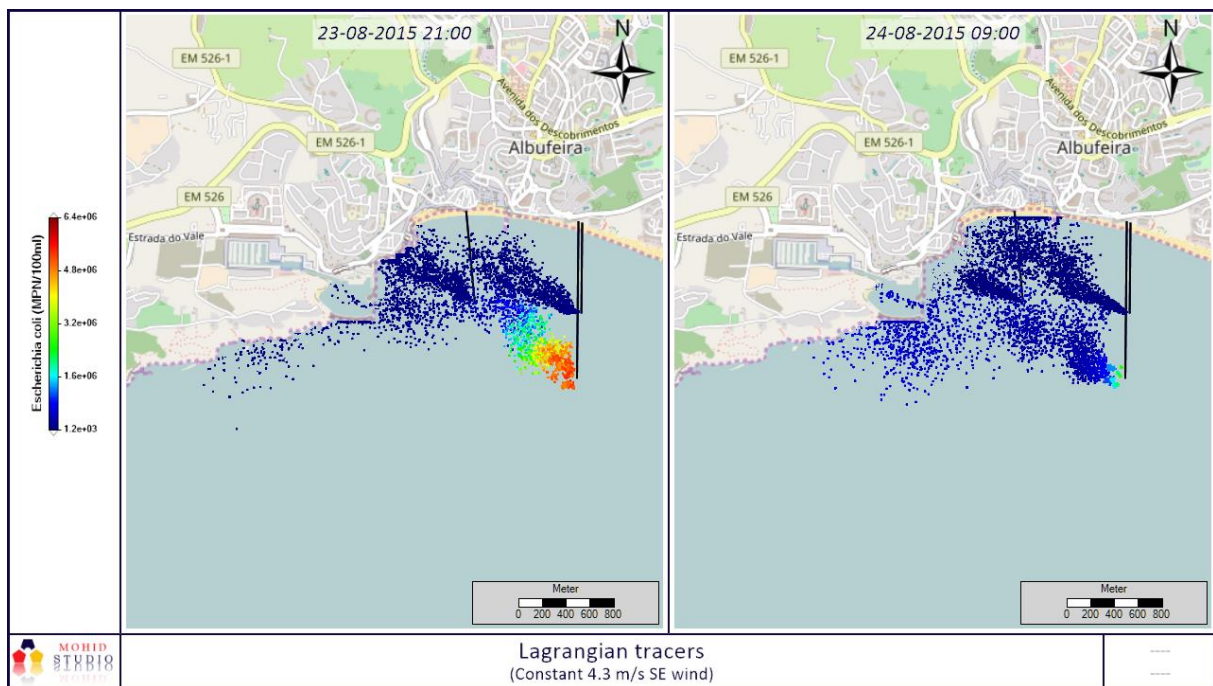 23-08-2015 21:00
N
EM 526-1
Avenida dos Descobrimentos
EM 526-1
Albufeira
EM 526
Estrada do Vale
Meter
0 200 400 600 800
24-08-2015 09:00
N
EM 526-1
Avenida dos Descobrimentos
EM 526-1
Albufeira
EM 526
Estrada do Vale
Meter
0 200 400 600 800
Escherichia coli (MPN/100ml)
6.4e+06
4.8e+06
3.2e+06
1.6e+06
1.2e+03
MOHID
STUDIO
Lagrangian tracers
(Constant 4.3 m/s SE wind)
----
----